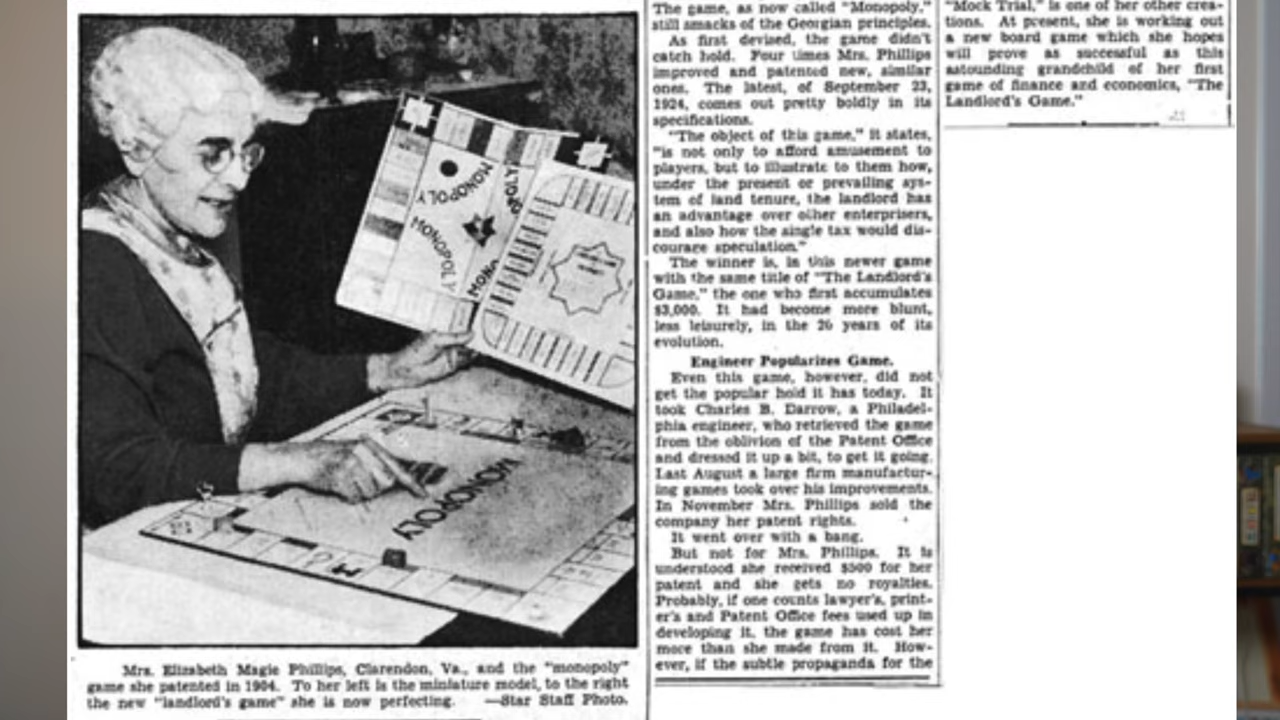 MONOPOLY
MONOPOLY
MONOPOLY
MONO
MONOPOLY
Mrs. Elizabeth Magie Phillips, Clarendon, Va., and the "monopoly"
game she patented in 1904. To her left is the miniature model, to the right
the new "landlord's game" she is now perfecting. —Star Staff Photo.
The game, as now called "Monopoly,"
still smacks of the Georgian principles.
As first devised, the game didn't
catch hold. Four times Mrs. Phillips
improved and patented new, similar
ones. The latest, of September 23,
1924, comes out pretty boldly in its
specifications.
"The object of this game," it states,
"is not only to afford amusement to
players, but to illustrate to them how,
under the present or prevailing sys-
tem of land tenure, the landlord has
an advantage over other enterprisers,
and also how the single tax would dis-
courage speculation."
The winner is, in this newer game
with the same title of "The Landlord's
Game," the one who first accumulates
$3,000. It had become more blunt,
less leisurely, in the 20 years of its
evolution.
Engineer Popularizes Game.
Even this game, however, did not
get the popular hold it has today. It
took Charles B. Darrow, a Philadel-
phia engineer, who retrieved the game
from the oblivion of the Patent Office
and dressed it up a bit, to get it going.
Last August a large firm manufactur-
ing games took over his improvements.
In November Mrs. Phillips sold the
company her patent rights.
It went over with a bang.
But not for Mrs. Phillips. It is
understood she received $500 for her
patent and she gets no royalties.
Probably, if one counts lawyer's, print-
er's and Patent Office fees used up in
developing it, the game has cost her
more than she made from it. How-
ever, if the subtle propaganda for the
"Mock Trial," is one of her other crea-
tions. At present, she is working out
a new board game which she hopes
will prove as successful as this
astounding grandchild of her first
game of finance and economics, "The
Landlord's Game."